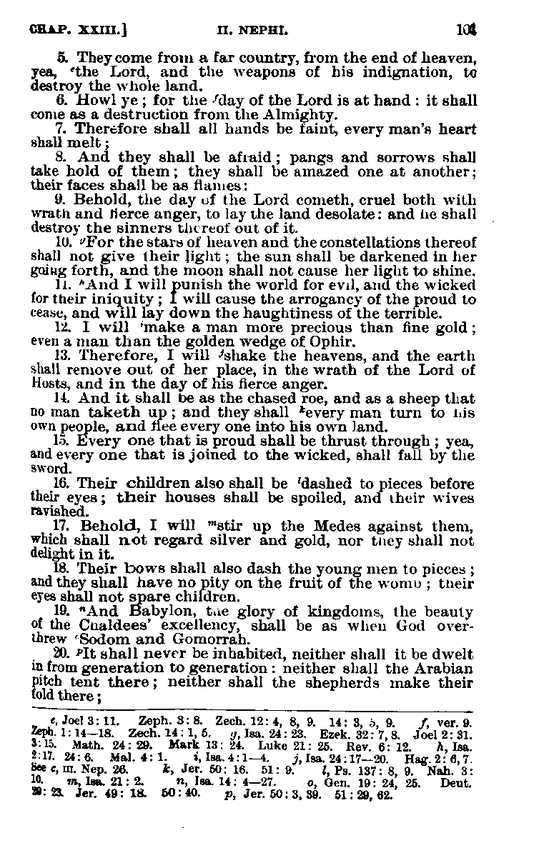 CHAP. XXIII.] II. NEPHI. 101
5. They come from a far country, from the end of heaven,
yea, ᵉthe Lord, and the weapons of his indignation, to
destroy the whole land.
6. Howl ye ; for the ᶠday of the Lord is at hand : it shall
come as a destruction from the Almighty.
7. Therefore shall all hands be faint, every man's heart
shall melt ;
8. And they shall be afraid ; pangs and sorrows shall
take hold of them ; they shall be amazed one at another ;
their faces shall be as flames :
9. Behold, the day of the Lord cometh, cruel both with
wrath and fierce anger, to lay the land desolate : and he shall
destroy the sinners thereof out of it.
10. ᵍFor the stars of heaven and the constellations thereof
shall not give their light ; the sun shall be darkened in her
going forth, and the moon shall not cause her light to shine.
11. ʰAnd I will punish the world for evil, and the wicked
for their iniquity ; I will cause the arrogancy of the proud to
cease, and will lay down the haughtiness of the terrible.
12. I will ⁱmake a man more precious than fine gold ;
even a man than the golden wedge of Ophir.
13. Therefore, I will ʲshake the heavens, and the earth
shall remove out of her place, in the wrath of the Lord of
Hosts, and in the day of his fierce anger.
14. And it shall be as the chased roe, and as a sheep that
no man taketh up ; and they shall ᵏevery man turn to his
own people, and flee every one into his own land.
15. Every one that is proud shall be thrust through ; yea,
and every one that is joined to the wicked, shall fall by the
sword.
16. Their children also shall be ˡdashed to pieces before
their eyes ; their houses shall be spoiled, and their wives
ravished.
17. Behold, I will ᵐstir up the Medes against them,
which shall not regard silver and gold, nor they shall not
delight in it.
18. Their bows shall also dash the young men to pieces ;
and they shall have no pity on the fruit of the womb ; their
eyes shall not spare children.
19. ⁿAnd Babylon, the glory of kingdoms, the beauty
of the Chaldees' excellency, shall be as when God over-
threw ᵒSodom and Gomorrah.
20. ᵖIt shall never be inhabited, neither shall it be dwelt
in from generation to generation : neither shall the Arabian
pitch tent there ; neither shall the shepherds make their
fold there ;
e, Joel 3 : 11. Zeph. 3 : 8. Zech. 12 : 4, 8, 9. 14 : 3, 5, 9. f, ver. 9.
Zeph. 1 : 14—18. Zech. 14 : 1, 5. g, Isa. 24 : 23. Ezek. 32 : 7, 8. Joel 2 : 31.
3 : 15. Math. 24 : 29. Mark 13 : 24. Luke 21 : 25. Rev. 6 : 12. h, Isa.
2 : 17. 24 : 6. Mal. 4 : 1. i, Isa. 4 : 1—4. j, Isa. 24 : 17—20. Hag. 2 : 6, 7.
See e, III. Nep. 26. k, Jer. 50 : 16. 51 : 9. l, Ps. 137 : 8, 9. Nah. 3 :
10. m, Isa. 21 : 2. n, Isa. 14 : 4—27. o, Gen. 19 : 24, 25. Deut.
29 : 23. Jer. 49 : 18. 50 : 40. p, Jer. 50 : 3, 39. 51 : 29, 62.